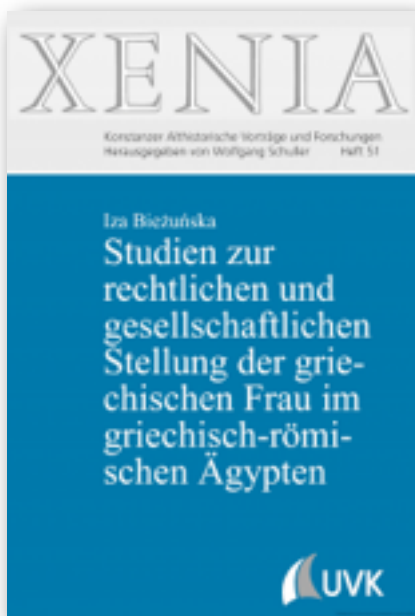 XENIA
Konstanzer Althistorische Vorträge und Forschungen
Herausgegeben von Wolfgang Schuller Heft 51
Iza Bieżuńska
Studien zur
rechtlichen und
gesellschaftlichen
Stellung der grie-
chischen Frau im
griechisch-römi-
schen Ägypten
UVK